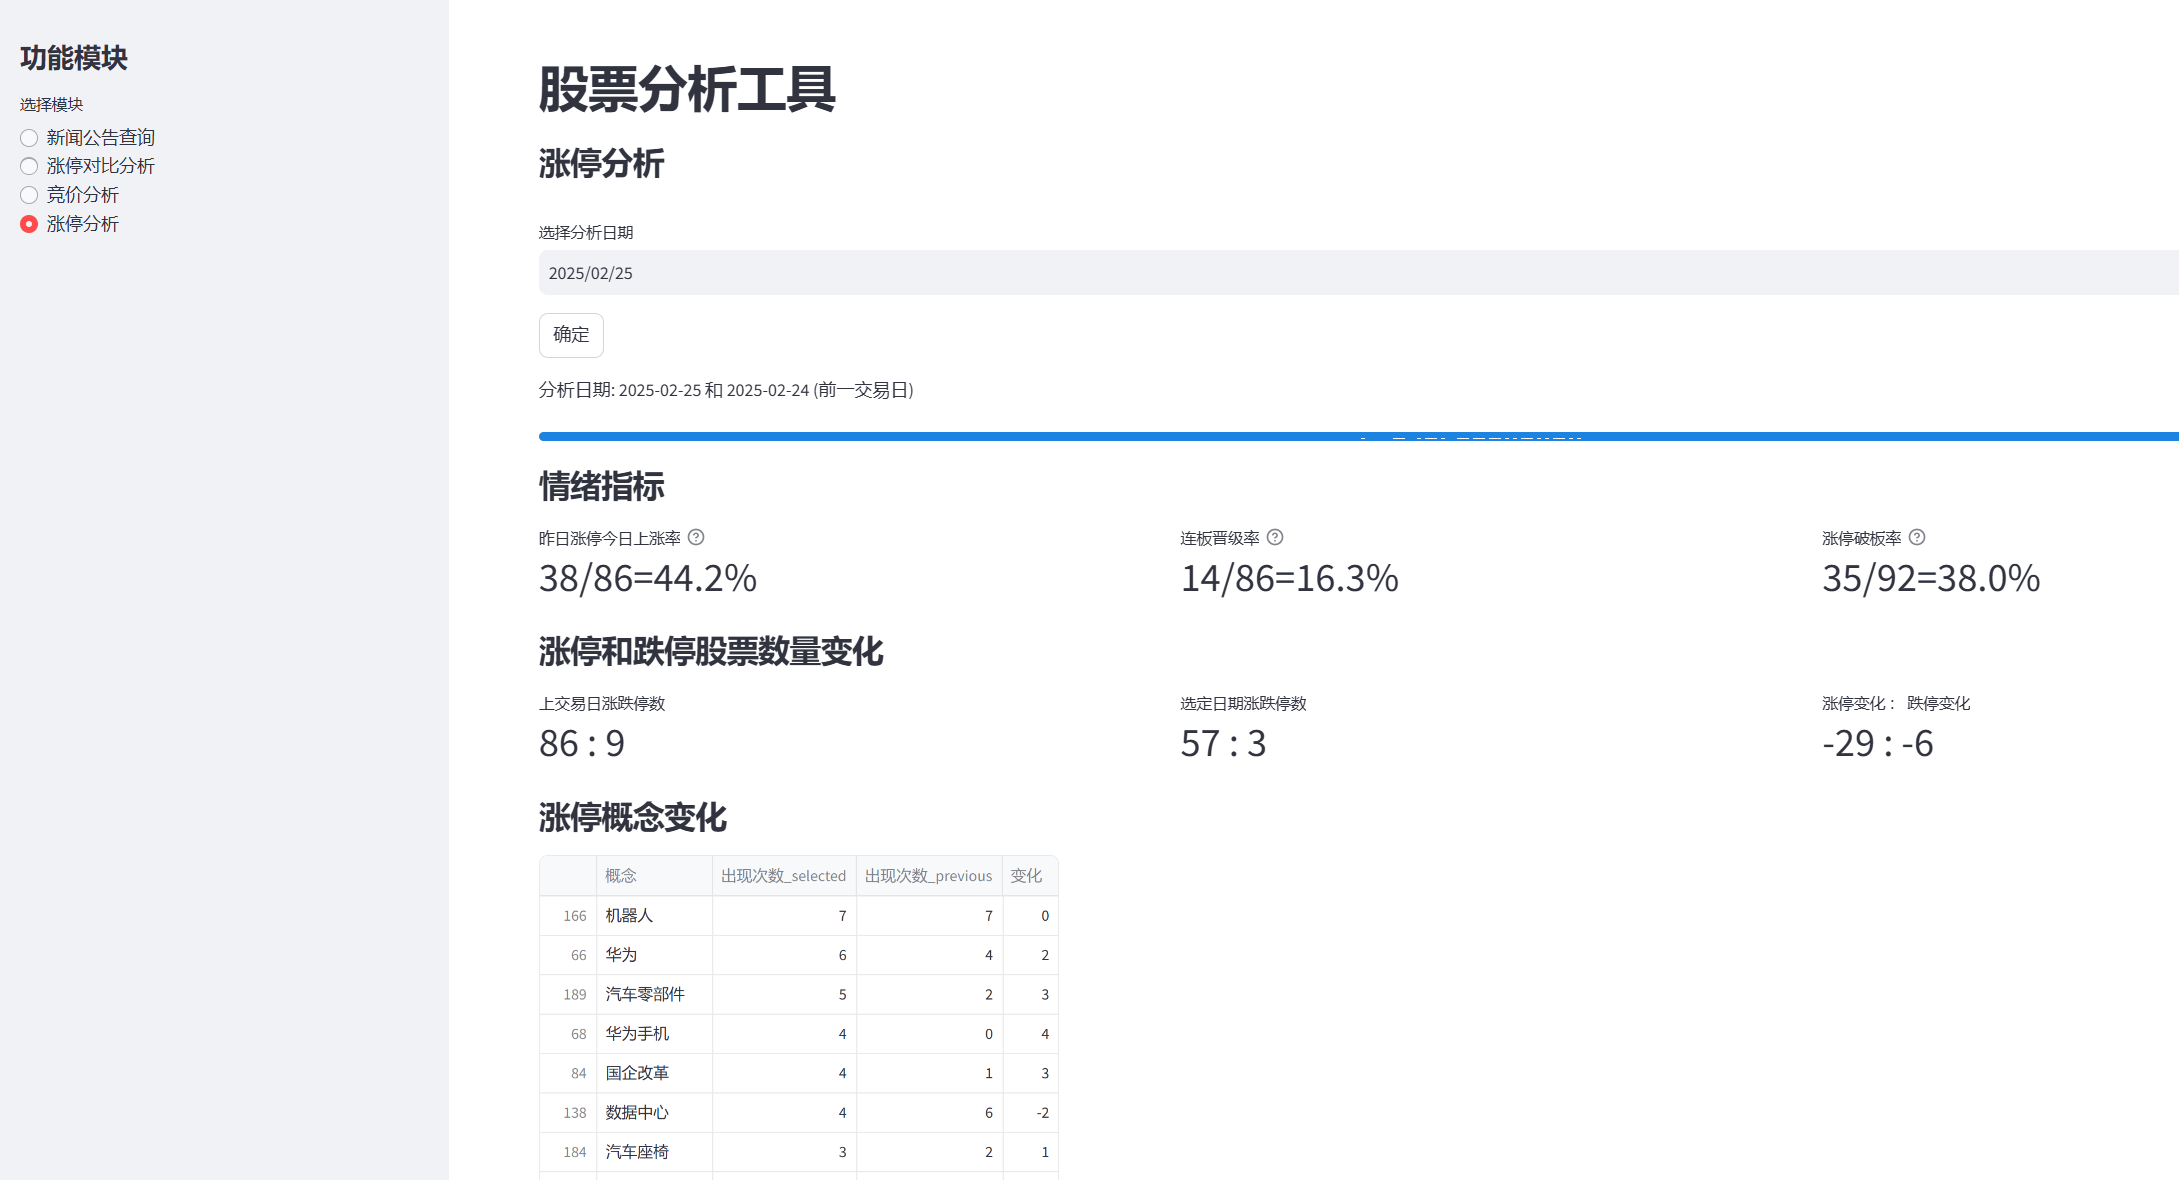 功能模块
选择模块
新闻公告查询
涨停对比分析
竞价分析
涨停分析
股票分析工具
涨停分析
选择分析日期
2025/02/25
确定
分析日期: 2025-02-25 和 2025-02-24 (前一交易日)
情绪指标
昨日涨停今日上涨率 连板晋级率 涨停破板率
38/86=44.2% 14/86=16.3% 35/92=38.0%
涨停和跌停股票数量变化
上交易日涨跌停数 选定日期涨跌停数 涨停变化： 跌停变化
86 : 9 57 : 3 -29 : -6
涨停概念变化
概念 出现次数_selected 出现次数_previous 变化
166 机器人 7 7 0
66 华为 6 4 2
189 汽车零部件 5 2 3
68 华为手机 4 0 4
84 国企改革 4 1 3
138 数据中心 4 6 -2
184 汽车座椅 3 2 1